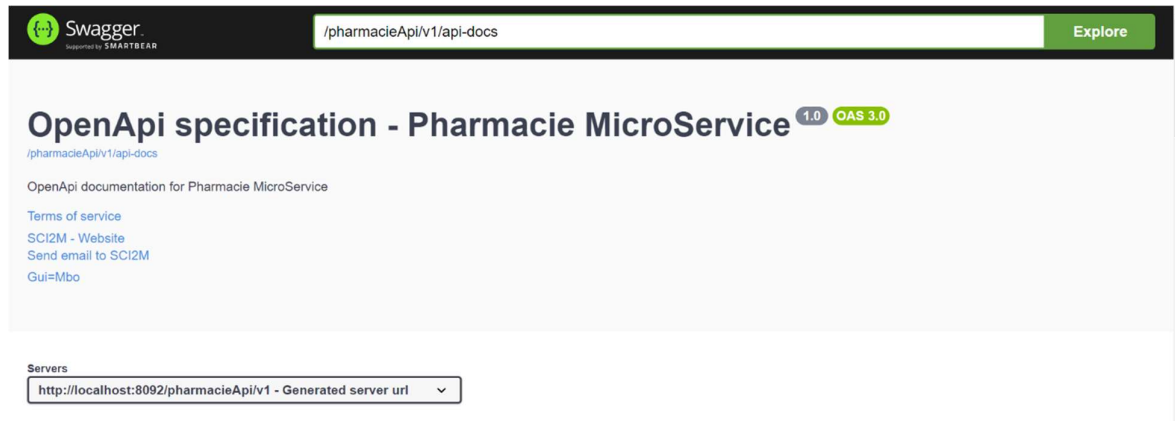 {...} Swagger.
Supported by SMARTBEAR
/pharmacieApi/v1/api-docs
Explore
OpenApi specification - Pharmacie MicroService 1.0 OAS 3.0
/pharmacieApi/v1/api-docs
OpenApi documentation for Pharmacie MicroService
Terms of service
SCI2M - Website
Send email to SCI2M
Gui=Mbo
Servers
http://localhost:8092/pharmacieApi/v1 - Generated server url